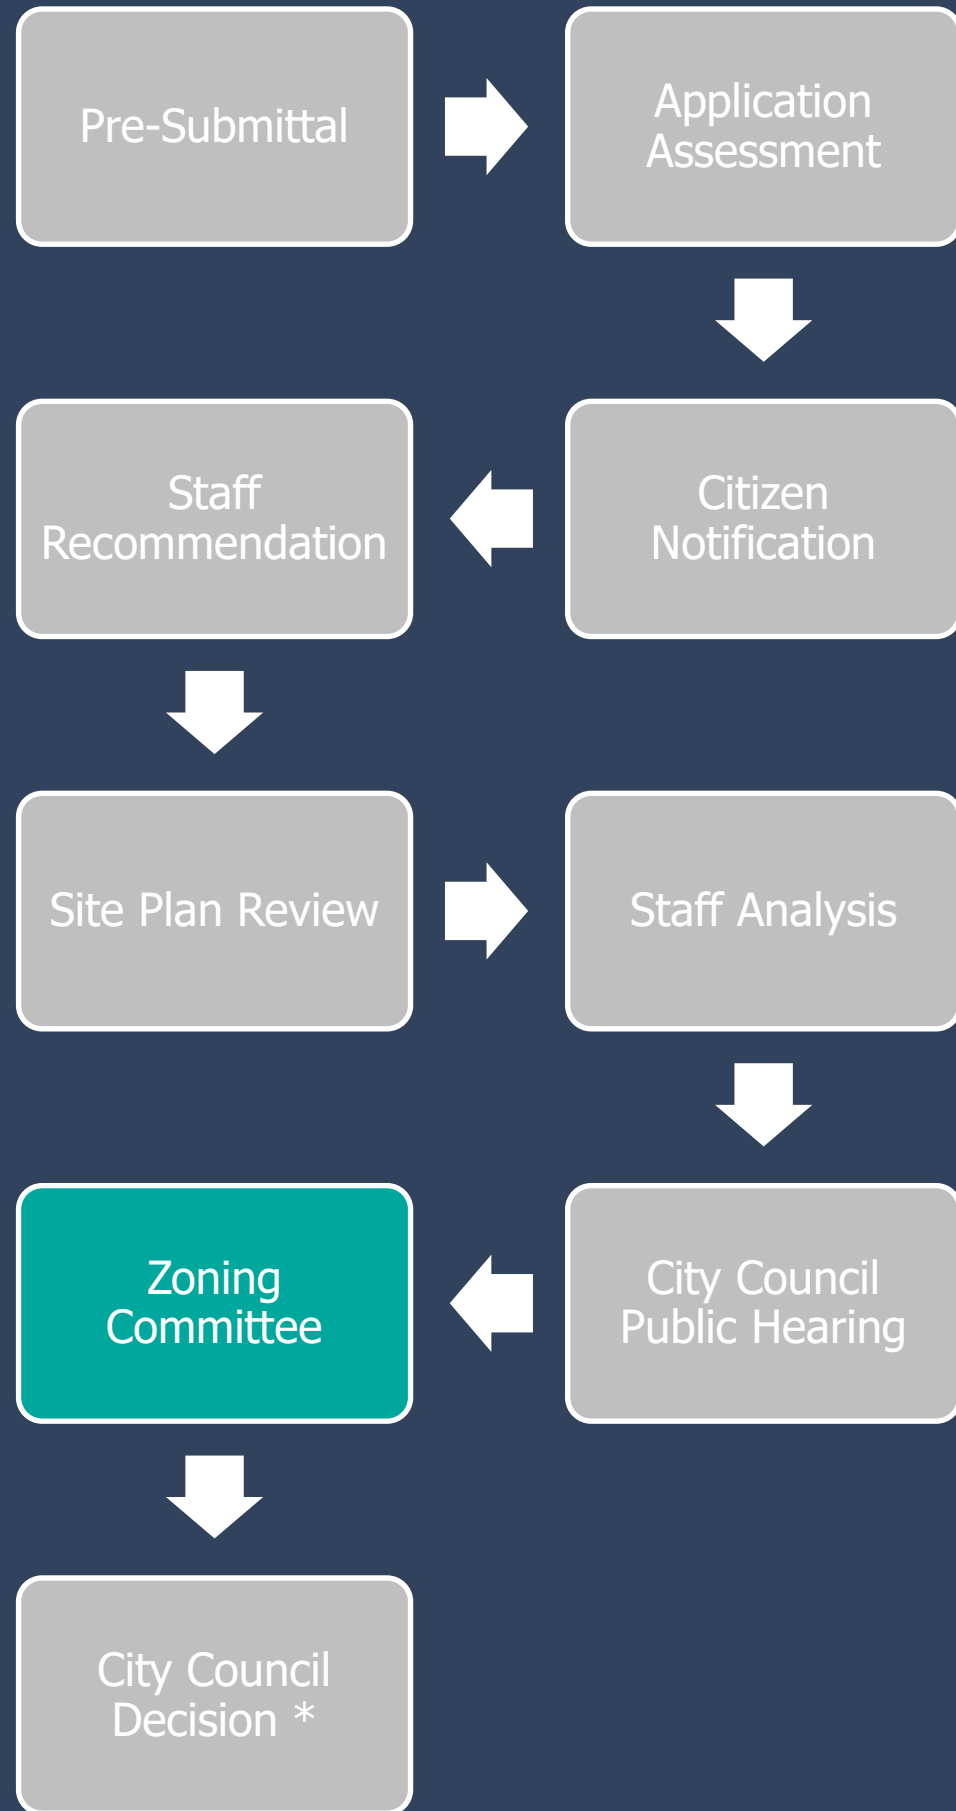 Pre-Submittal
Application
Assessment
Citizen
Notification
Staff
Recommendation
Site Plan Review
Staff Analysis
City Council
Public Hearing
Zoning
Committee
City Council
Decision *